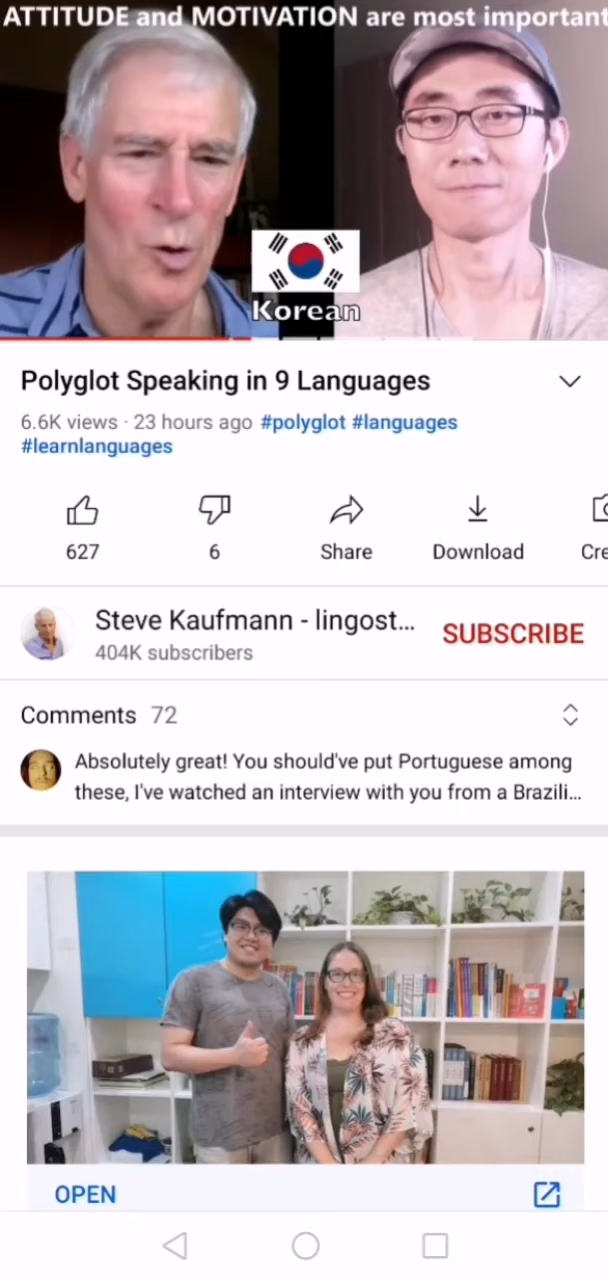 ATTITUDE and MOTIVATION are most important
Korean
Polyglot Speaking in 9 Languages
6.6K views · 23 hours ago #polyglot #languages
#learnlanguages
627
6
Share
Download
Cre
Steve Kaufmann - lingost...
SUBSCRIBE
404K subscribers
Comments 72
Absolutely great! You should've put Portuguese among
these, I've watched an interview with you from a Brazili...
OPEN